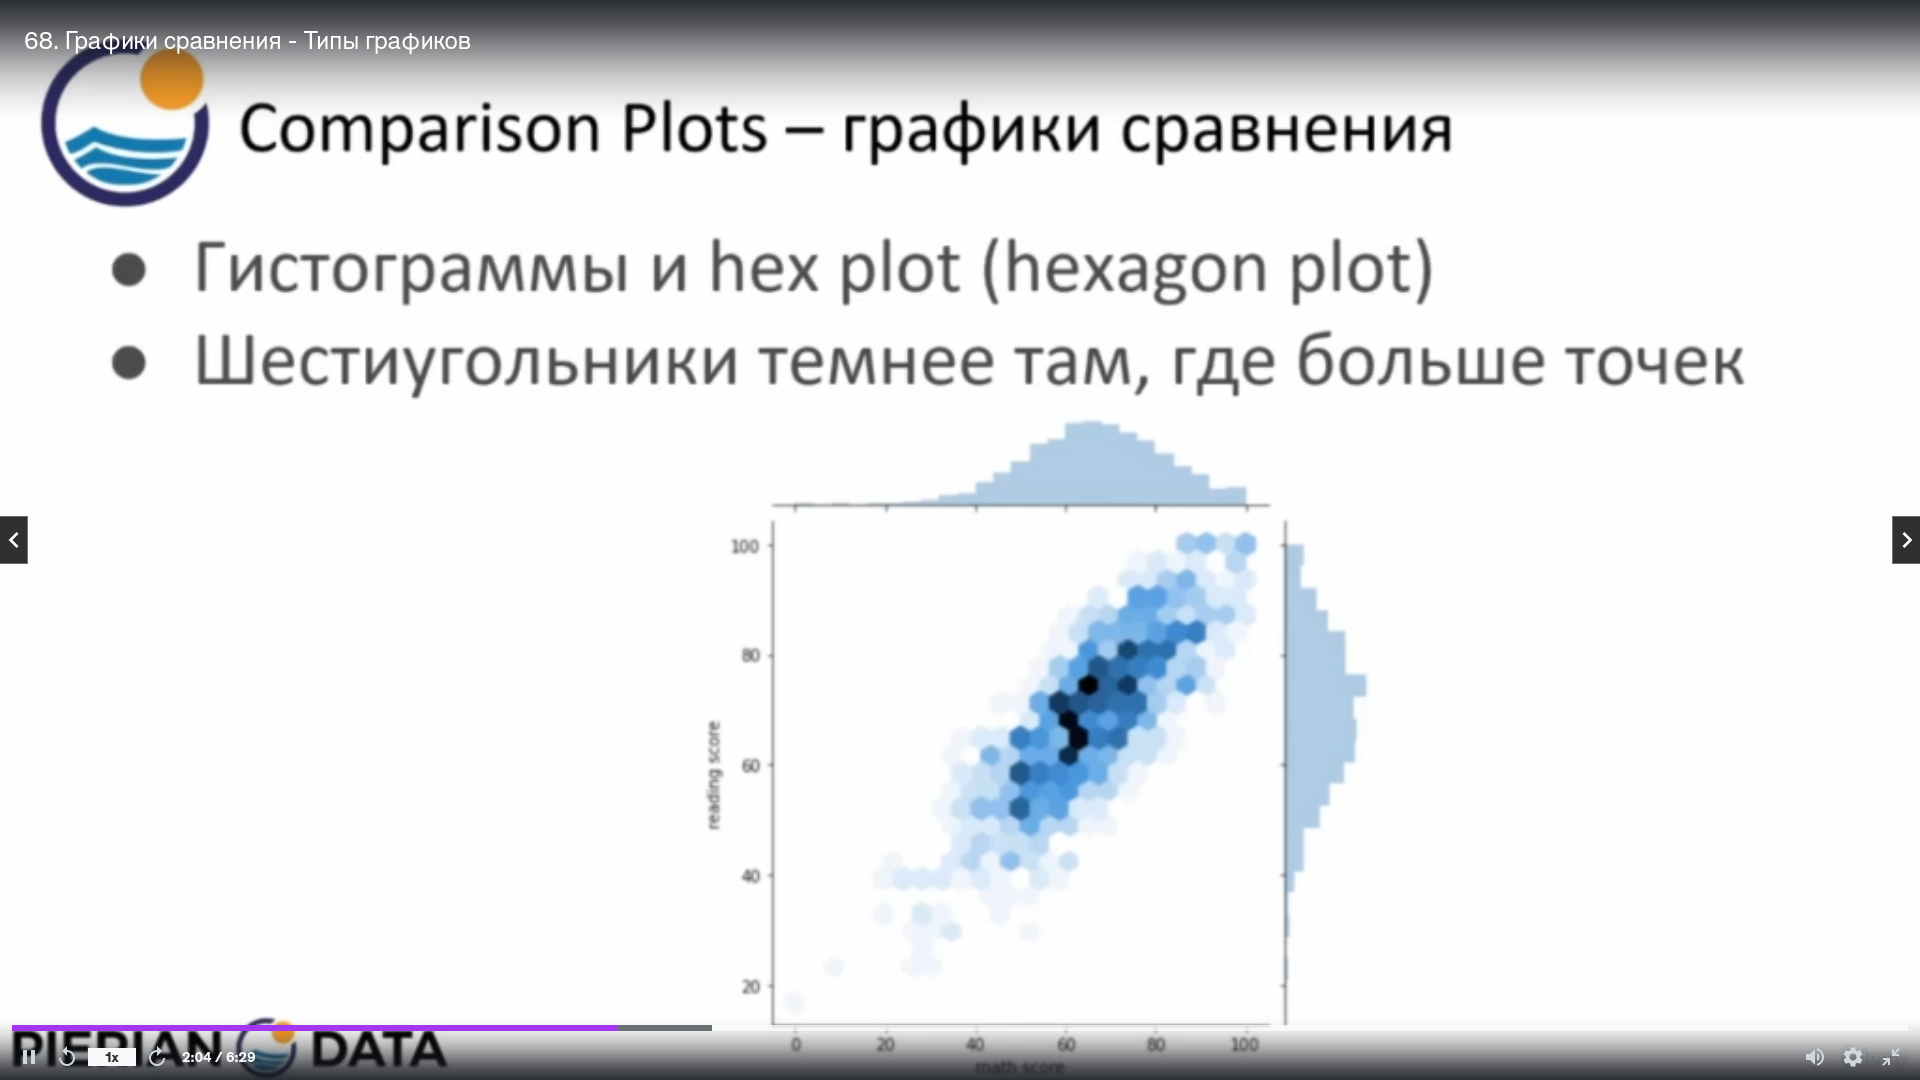 68. Графики сравнения - Типы графиков
Comparison Plots – графики сравнения
● Гистограммы и hex plot (hexagon plot)
● Шестиугольники темнее там, где больше точек
100
80
60
40
20
reading score
0 20 40 60 80 100
math score
PIERIAN DATA
1x 2:04 / 6:29